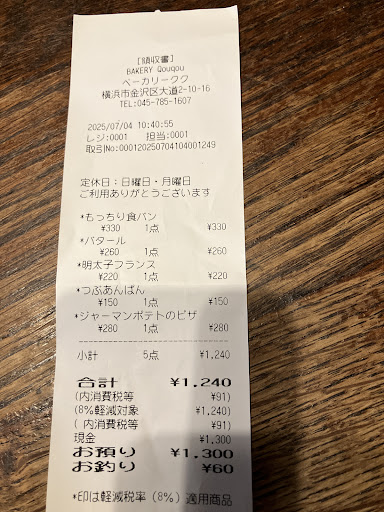 [領収書]
BAKERY Qouqou
ベーカリークク
横浜市金沢区大道2-10-16
TEL:045-785-1607
2025/07/04 10:40:55
レジ:0001 担当:0001
取引No:000120250704104001249
定休日：日曜日・月曜日
ご利用ありがとうございます
*もっちり食パン
¥330 1点 ¥330
*バタール
¥260 1点 ¥260
*明太子フランス
¥220 1点 ¥220
*つぶあんぱん
¥150 1点 ¥150
*ジャーマンポテトのピザ
¥280 1点 ¥280
小計 5点 ¥1,240
合計 ¥1,240
(内消費税等 ¥91)
(8%軽減対象 ¥1,240)
( 内消費税等 ¥91)
現金 ¥1,300
お預り ¥1,300
お釣り ¥60
*印は軽減税率(8%)適用商品